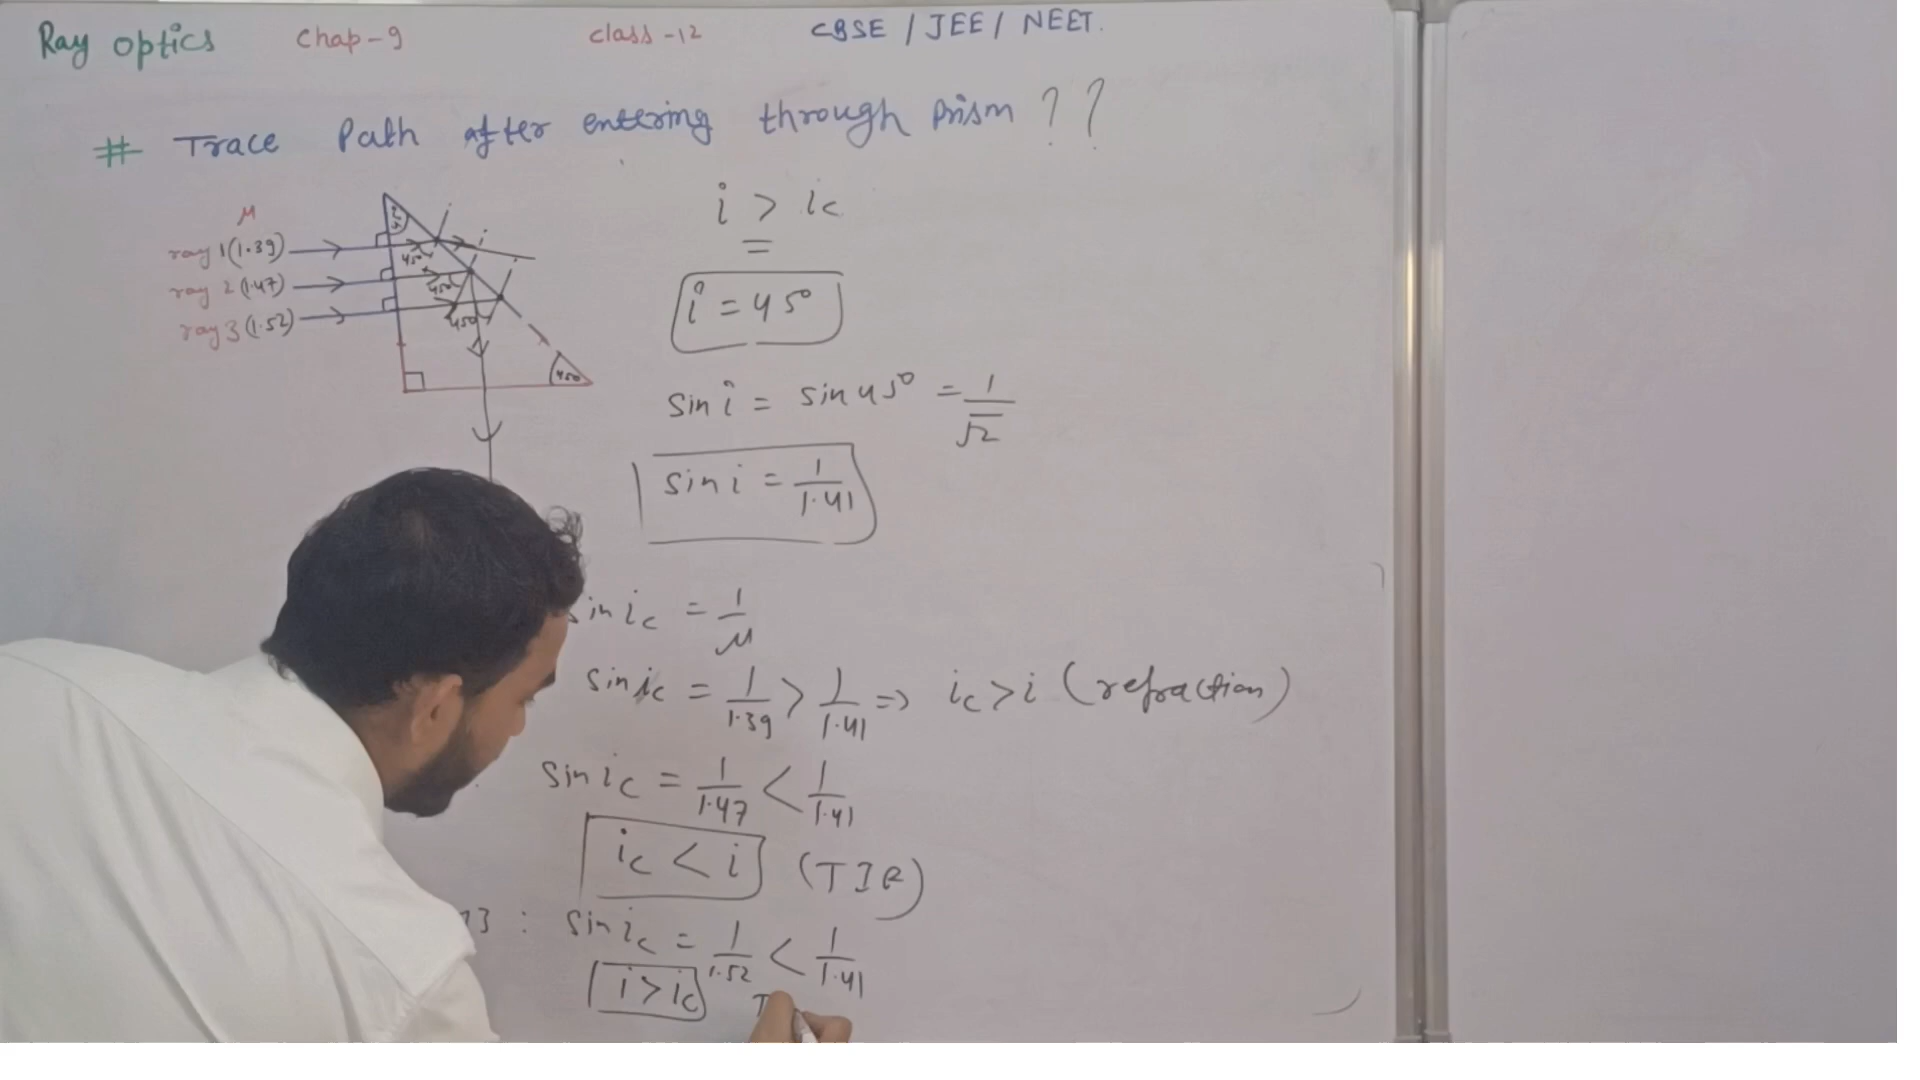 Ray optics Chap-9 class-12 CBSE / JEE / NEET.
# Trace Path after entering through Prism ??
μ
ray 1 (1.39)
ray 2 (1.47)
ray 3 (1.52)
45°
45°
45°
45°
i > ic
i = 45°
sin i = sin 45° = 1/√2
sin i = 1/1.41
sin ic = 1/μ
sin ic = 1/1.39 > 1/1.41 => ic > i (refraction)
sin ic = 1/1.47 < 1/1.41
ic < i (TIR)
3 : sin ic = 1/1.52 < 1/1.41
i > ic T